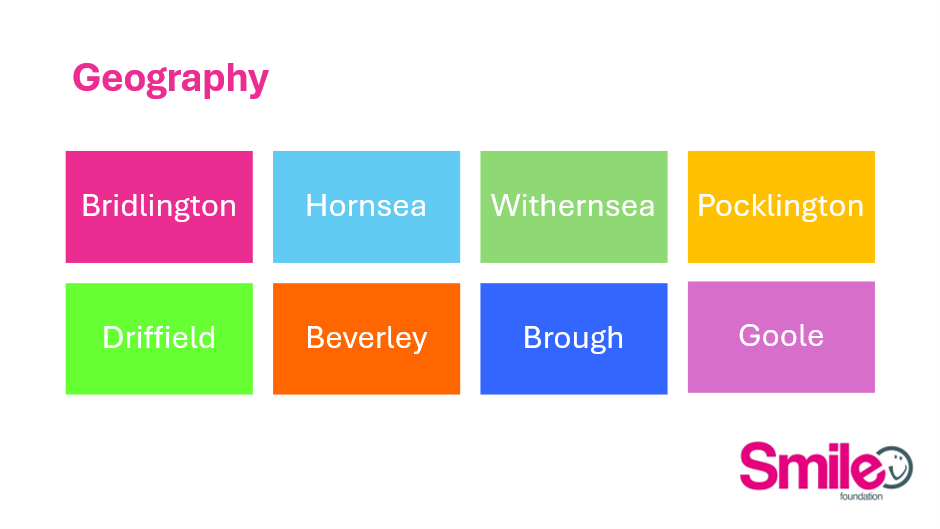 Geography
Bridlington
Hornsea
Withernsea
Pocklington
Driffield
Beverley
Brough
Goole
Smile
foundation